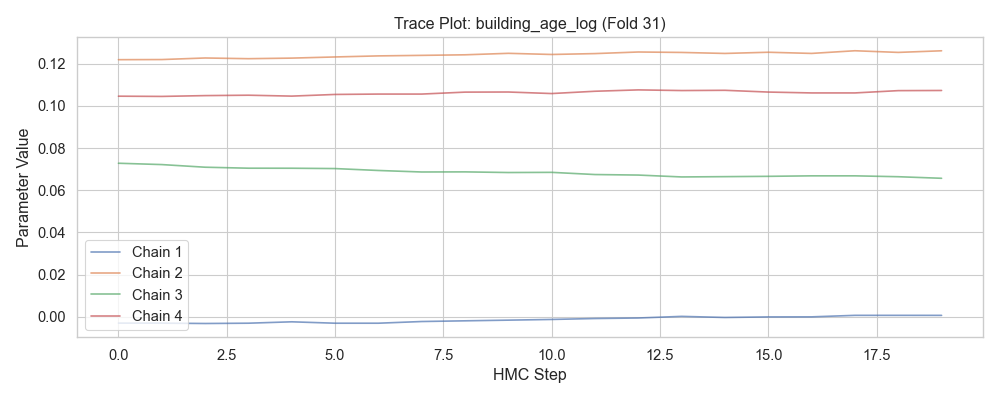 Trace Plot: building_age_log (Fold 31)
Parameter Value
0.12
0.10
0.08
0.06
0.04
0.02
0.00
Chain 1
Chain 2
Chain 3
Chain 4
0.0 2.5 5.0 7.5 10.0 12.5 15.0 17.5
HMC Step